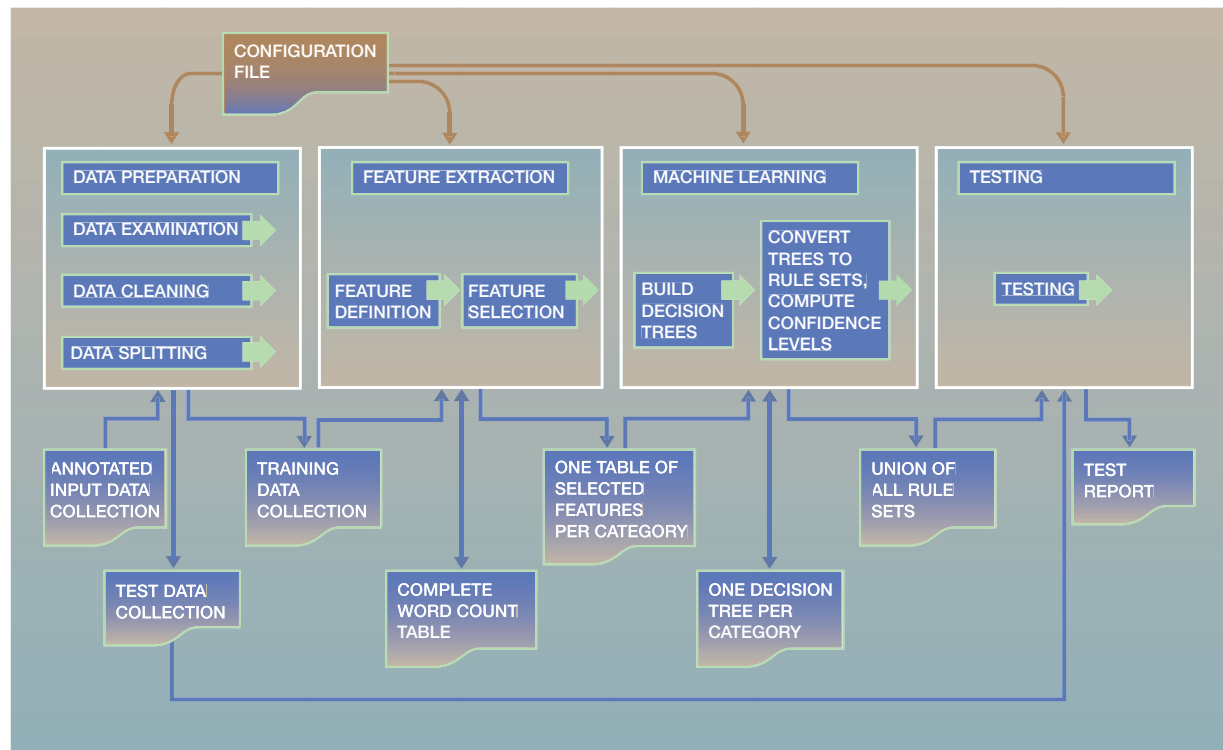 CONFIGURATION
FILE
DATA PREPARATION
DATA EXAMINATION
DATA CLEANING
DATA SPLITTING
FEATURE EXTRACTION
FEATURE
DEFINITION
FEATURE
SELECTION
MACHINE LEARNING
BUILD
DECISION
TREES
CONVERT
TREES TO
RULE SETS,
COMPUTE
CONFIDENCE
LEVELS
TESTING
TESTING
ANNOTATED
INPUT DATA
COLLECTION
TRAINING
DATA
COLLECTION
ONE TABLE OF
SELECTED
FEATURES
PER CATEGORY
UNION OF
ALL RULE
SETS
TEST
REPORT
TEST DATA
COLLECTION
COMPLETE
WORD COUNT
TABLE
ONE DECISION
TREE PER
CATEGORY